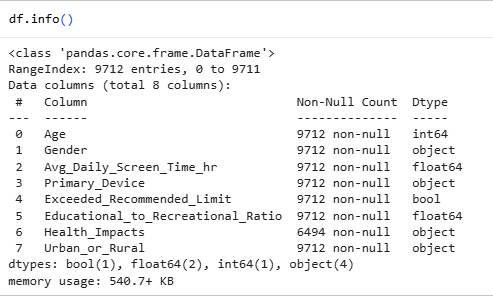 df.info()
<class 'pandas.core.frame.DataFrame'>
RangeIndex: 9712 entries, 0 to 9711
Data columns (total 8 columns):
 #   Column                            Non-Null Count  Dtype
---  ------                            --------------  -----
 0   Age                               9712 non-null   int64
 1   Gender                            9712 non-null   object
 2   Avg_Daily_Screen_Time_hr          9712 non-null   float64
 3   Primary_Device                    9712 non-null   object
 4   Exceeded_Recommended_Limit        9712 non-null   bool
 5   Educational_to_Recreational_Ratio 9712 non-null   float64
 6   Health_Impacts                    6494 non-null   object
 7   Urban_or_Rural                    9712 non-null   object
dtypes: bool(1), float64(2), int64(1), object(4)
memory usage: 540.7+ KB